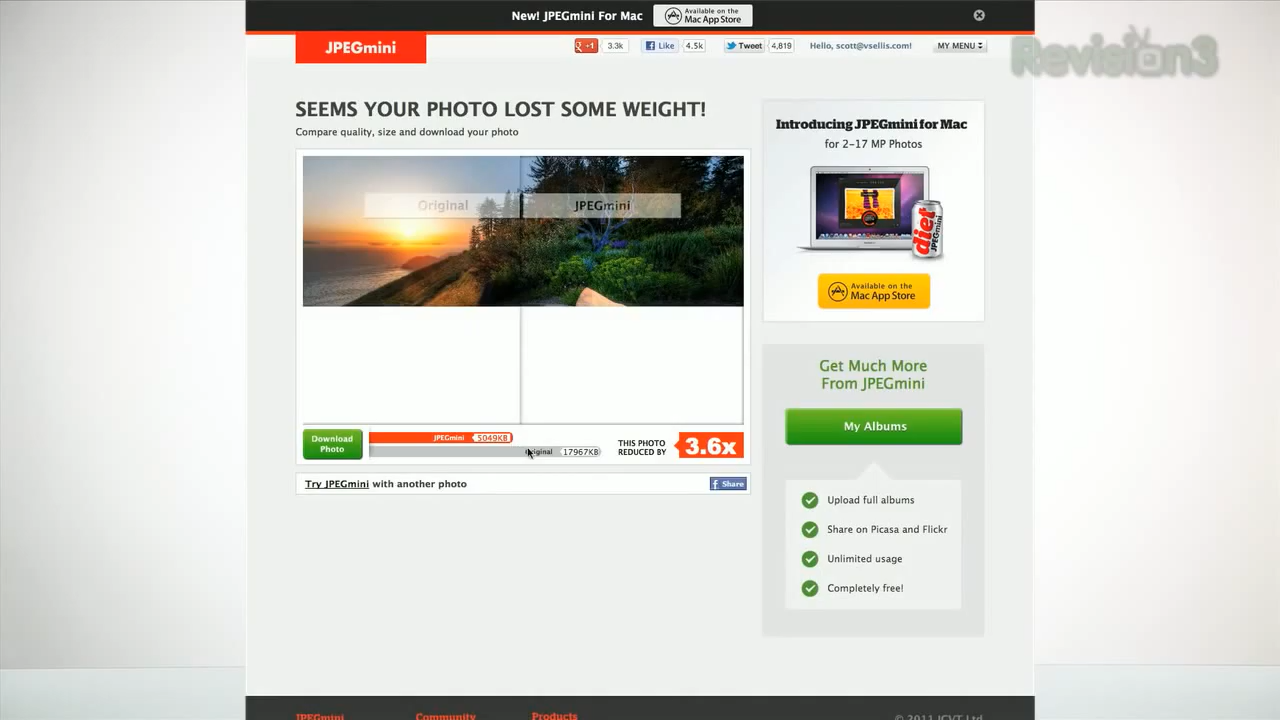 New! JPEGmini For Mac
Available on the
Mac App Store
JPEGmini
+1
3.3k
Like
4.5k
Tweet
4,819
Hello, scott@vsellis.com!
MY MENU
Revision3
SEEMS YOUR PHOTO LOST SOME WEIGHT!
Compare quality, size and download your photo
Original
JPEGmini
Download
Photo
JPEGmini 5049KB
Original 17967KB
THIS PHOTO
REDUCED BY
3.6x
Try JPEGmini with another photo
f Share
Introducing JPEGmini for Mac
for 2-17 MP Photos
diet
JPEGmini
Available on the
Mac App Store
Get Much More
From JPEGmini
My Albums
Upload full albums
Share on Picasa and Flickr
Unlimited usage
Completely free!
JPEGmini
Community
Products
© 2011 ICVT Ltd.